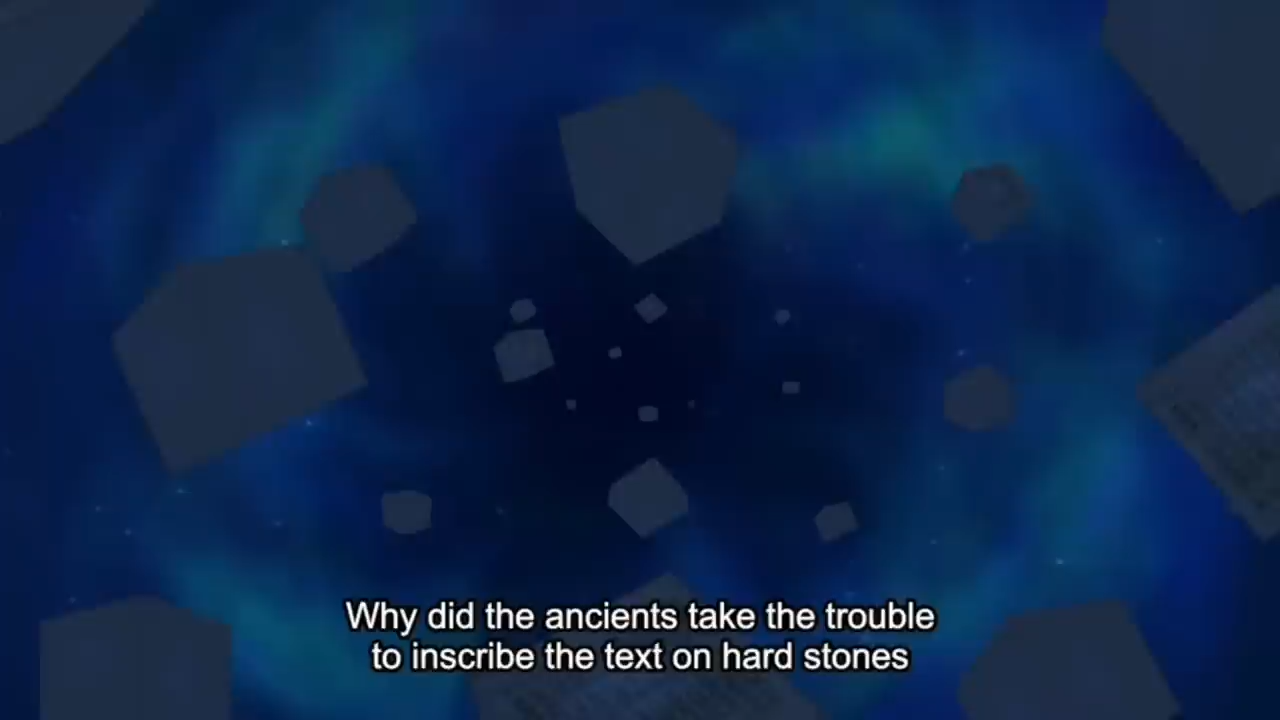 Why did the ancients take the trouble
to inscribe the text on hard stones